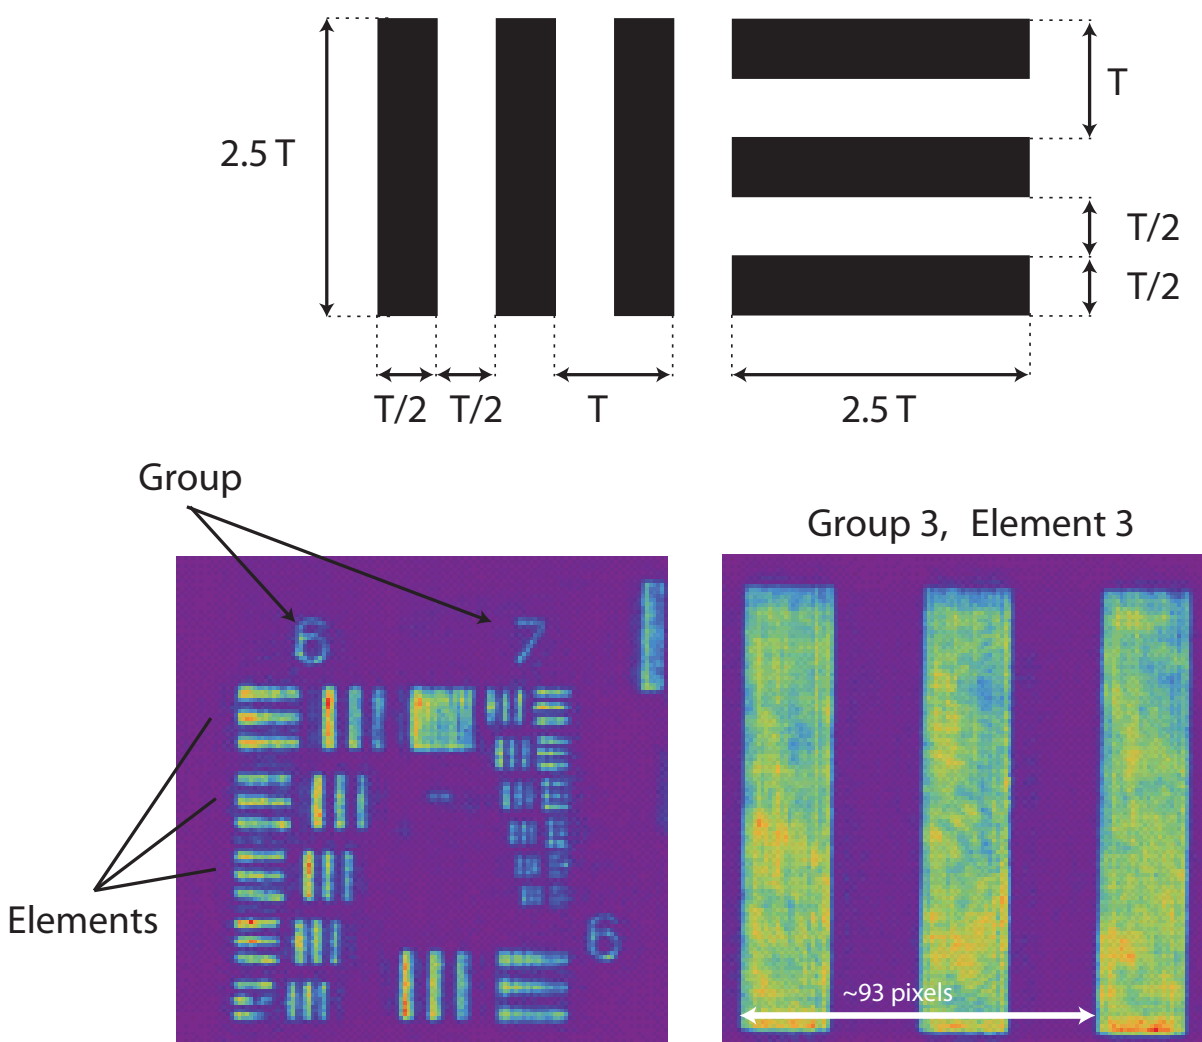 2.5 T
T
T/2
T/2
T/2
T/2
T
2.5 T
Group
Group 3, Element 3
6
7
Elements
6
~93 pixels